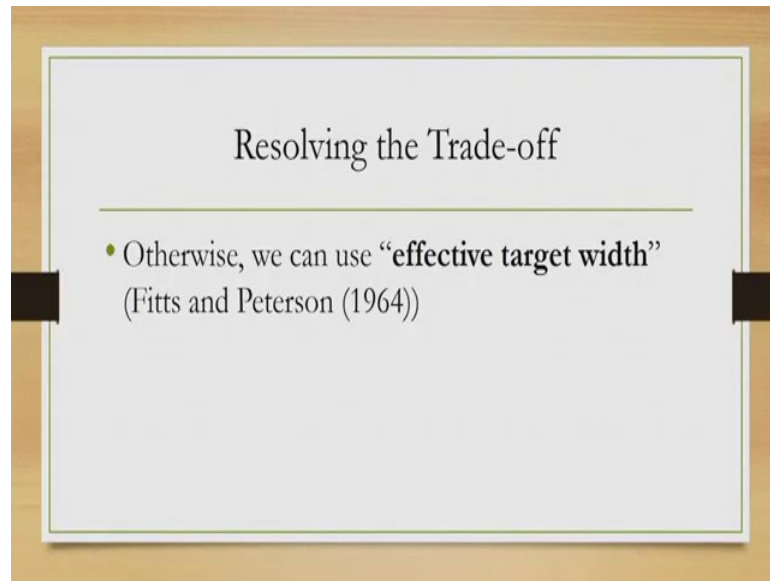 Resolving the Trade-off
• Otherwise, we can use “effective target width”
(Fitts and Peterson (1964))